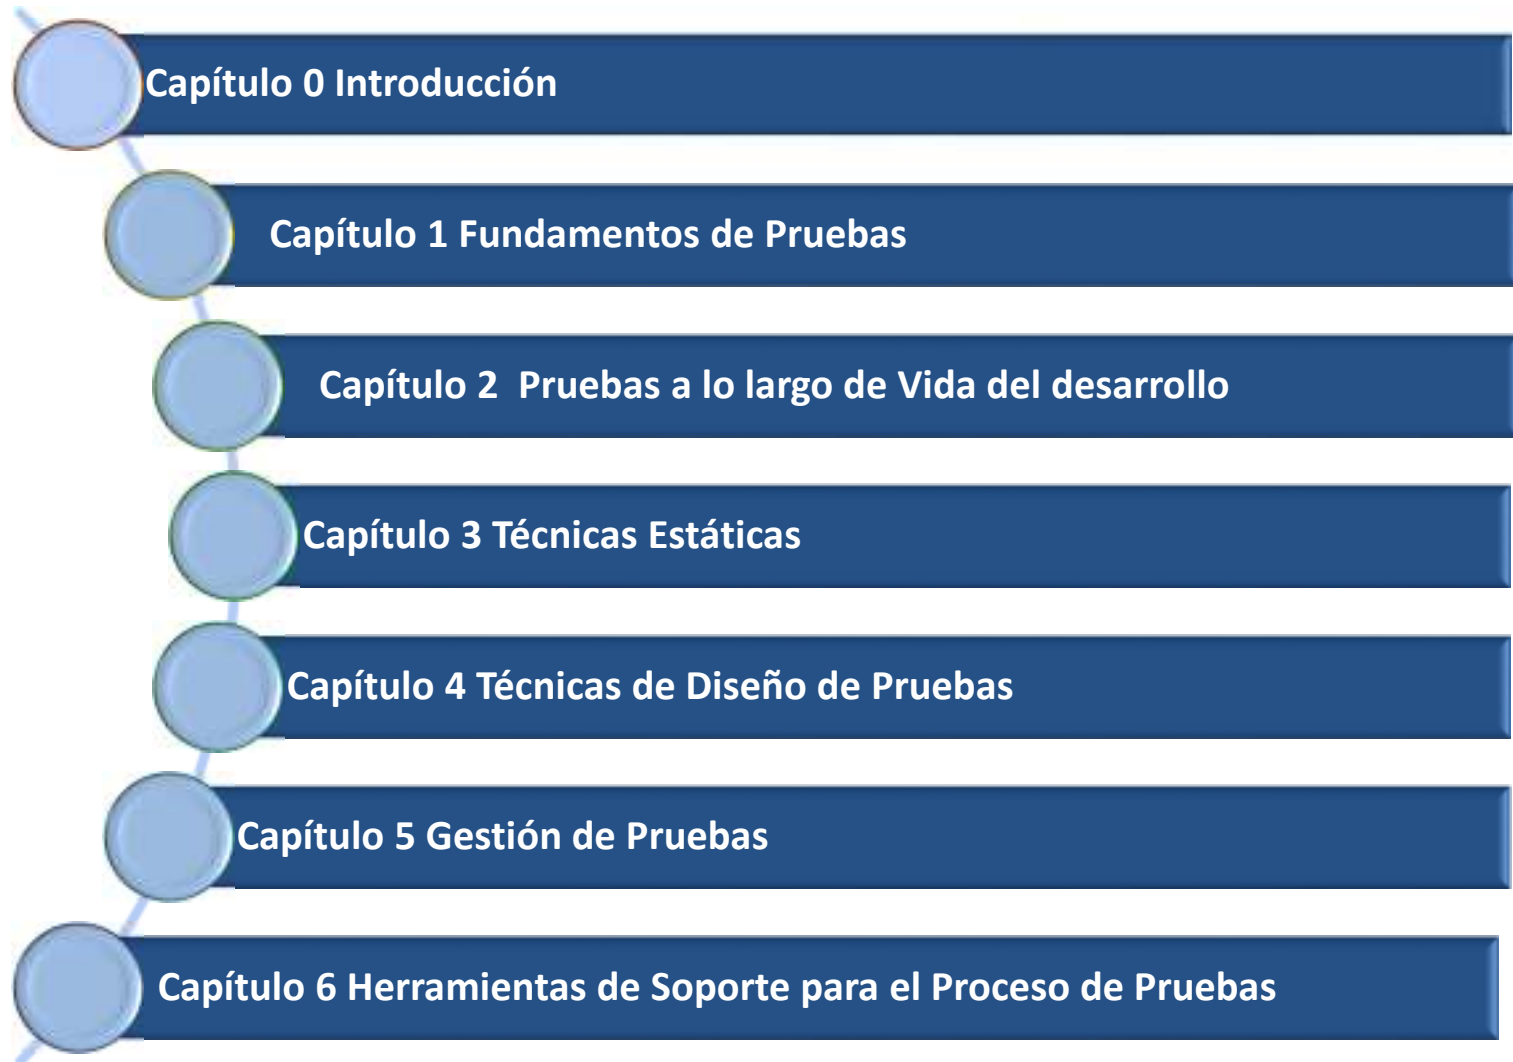 Capítulo 0 Introducción
Capítulo 1 Fundamentos de Pruebas
Capítulo 2  Pruebas a lo largo de Vida del desarrollo
Capítulo 3 Técnicas Estáticas
Capítulo 4 Técnicas de Diseño de Pruebas
Capítulo 5 Gestión de Pruebas
Capítulo 6 Herramientas de Soporte para el Proceso de Pruebas